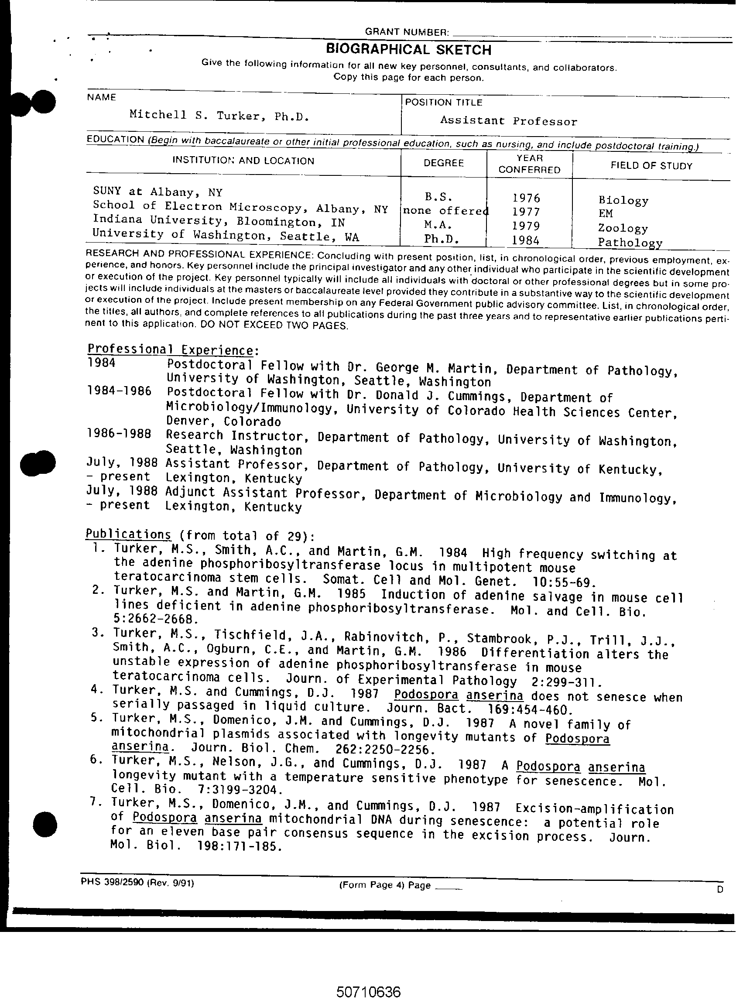 GRANT NUMBER:
BIOGRAPHICAL SKETCH
Give the following information for all new key personnel, consultants, and collaborators.
Copy this page for each person.
NAME
POSITION TITLE
Mitchell S. Turker, Ph.D.
Assistant Professor
EDUCATION (Begin with baccalaureate or other initial professional education, such as nursing, and include postdoctoral training.)
INSTITUTION AND LOCATION DEGREE YEAR CONFERRED FIELD OF STUDY
SUNY at Albany, NY B.S. 1976 Biology
School of Electron Microscopy, Albany, NY none offered 1977 EM
Indiana University, Bloomington, IN M.A. 1979 Zoology
University of Washington, Seattle, WA Ph.D. 1984 Pathology
RESEARCH AND PROFESSIONAL EXPERIENCE: Concluding with present position, list, in chronological order, previous employment, ex-
perience, and honors. Key personnel include the principal investigator and any other individual who participate in the scientific development
or execution of the project. Key personnel typically will include all individuals with doctoral or other professional degrees but in some pro-
jects will include individuals at the masters or baccalaureate level provided they contribute in a substantive way to the scientific development
or execution of the project. Include present membership on any Federal Government public advisory committee. List, in chronological order,
the titles, all authors, and complete references to all publications during the past three years and to representative earlier publications perti-
nent to this application. DO NOT EXCEED TWO PAGES.
Professional Experience:
1984 Postdoctoral Fellow with Dr. George M. Martin, Department of Pathology,
University of Washington, Seattle, Washington
1984-1986 Postdoctoral Fellow with Dr. Donald J. Cummings, Department of
Microbiology/Immunology, University of Colorado Health Sciences Center,
Denver, Colorado
1986-1988 Research Instructor, Department of Pathology, University of Washington,
Seattle, Washington
July, 1988 Assistant Professor, Department of Pathology, University of Kentucky,
- present Lexington, Kentucky
July, 1988 Adjunct Assistant Professor, Department of Microbiology and Immunology,
- present Lexington, Kentucky
Publications (from total of 29):
1. Turker, M.S., Smith, A.C., and Martin, G.M. 1984 High frequency switching at
the adenine phosphoribosyltransferase locus in multipotent mouse
teratocarcinoma stem cells. Somat. Cell and Mol. Genet. 10:55-69.
2. Turker, M.S. and Martin, G.M. 1985 Induction of adenine salvage in mouse cell
lines deficient in adenine phosphoribosyltransferase. Mol. and Cell. Bio.
5:2662-2668.
3. Turker, M.S., Tischfield, J.A., Rabinovitch, P., Stambrook, P.J., Trill, J.J.,
Smith, A.C., Ogburn, C.E., and Martin, G.M. 1986 Differentiation alters the
unstable expression of adenine phosphoribosyltransferase in mouse
teratocarcinoma cells. Journ. of Experimental Pathology 2:299-311.
4. Turker, M.S. and Cummings, D.J. 1987 Podospora anserina does not senesce when
serially passaged in liquid culture. Journ. Bact. 169:454-460.
5. Turker, M.S., Domenico, J.M. and Cummings, D.J. 1987 A novel family of
mitochondrial plasmids associated with longevity mutants of Podospora
anserina. Journ. Biol. Chem. 262:2250-2256.
6. Turker, M.S., Nelson, J.G., and Cummings, D.J. 1987 A Podospora anserina
longevity mutant with a temperature sensitive phenotype for senescence. Mol.
Cell. Bio. 7:3199-3204.
7. Turker, M.S., Domenico, J.M., and Cummings, D.J. 1987 Excision-amplification
of Podospora anserina mitochondrial DNA during senescence: a potential role
for an eleven base pair consensus sequence in the excision process. Journ.
Mol. Biol. 198:171-185.
PHS 398/2590 (Rev. 9/91) (Form Page 4) Page D
50710636